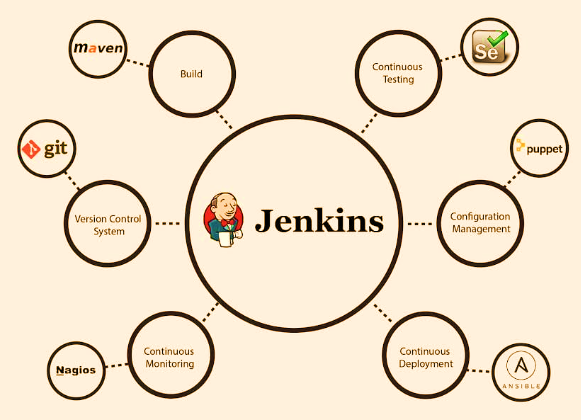 maven
Build
Continuous
Testing
Se
git
puppet
Version Control
System
Jenkins
Configuration
Management
Nagios
Continuous
Monitoring
Continuous
Deployment
A
ANSIBLE